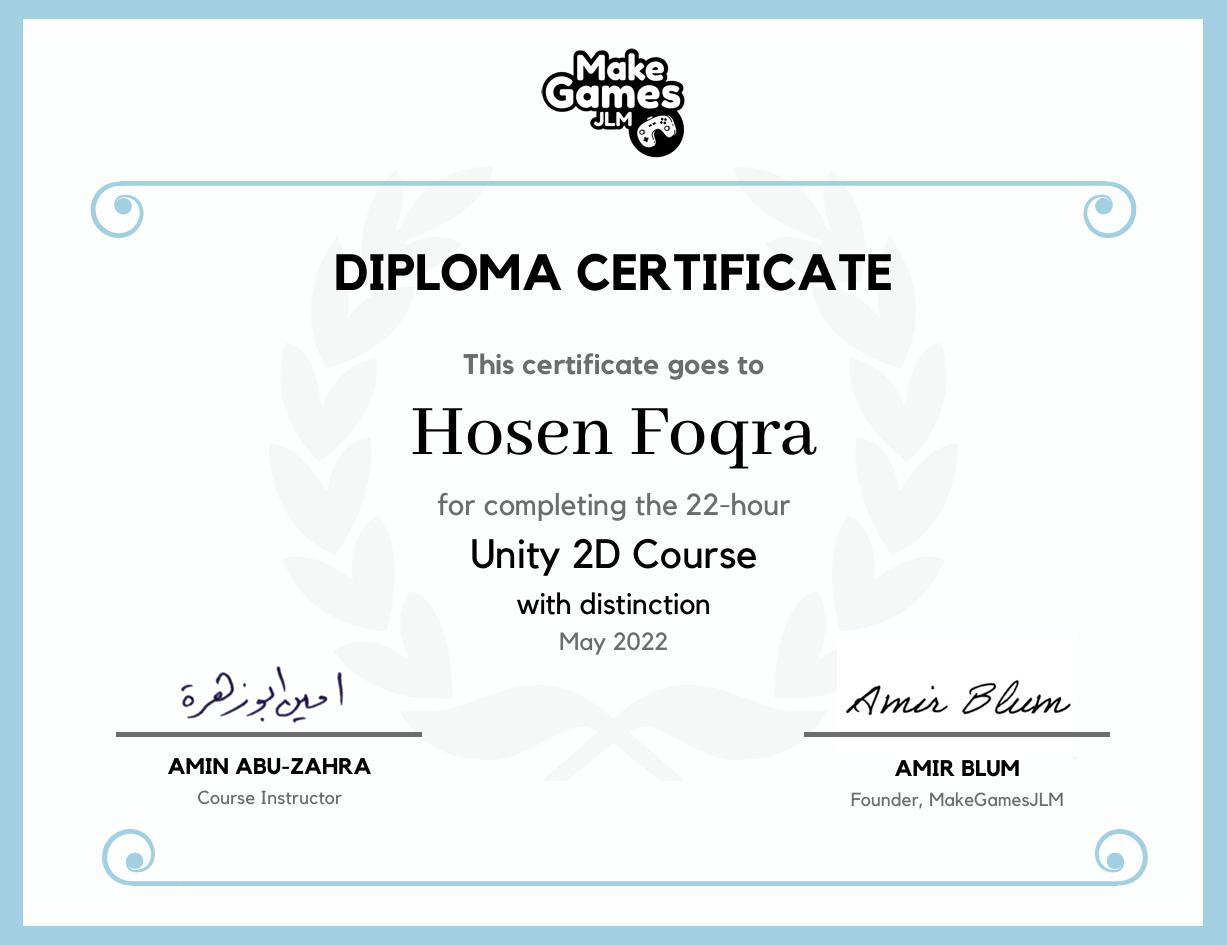 Make
Games
JLM
DIPLOMA CERTIFICATE
This certificate goes to
Hosen Foqra
for completing the 22-hour
Unity 2D Course
with distinction
May 2022
امين ابوزهرة
Amir Blum
AMIN ABU-ZAHRA
AMIR BLUM
Course Instructor
Founder, MakeGamesJLM